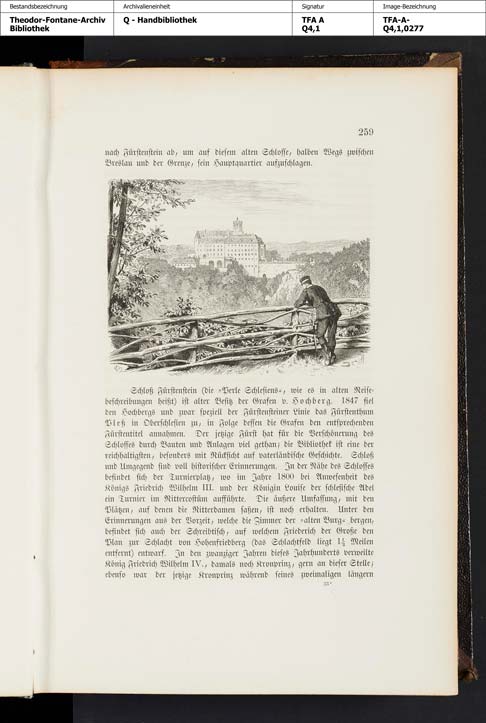 Bestandsbezeichnung Archivalieneinheit Signatur Image-Bezeichnung
Theodor-Fontane-Archiv Q - Handbibliothek TFA A TFA-A-
Bibliothek Q4,1 Q4,1,0277
259
nach Fürstenstein ab, um auf diesem alten Schlosse, halben Wegs zwischen
Breslau und der Grenze, sein Hauptquartier aufzuschlagen.
Schloß Fürstenstein (die »Perle Schlesiens«, wie es in alten Reise-
beschreibungen heißt) ist alter Besitz der Grafen v. Hochberg. 1847 fiel
den Hochbergs und zwar speziell der Fürstensteiner Linie das Fürstenthum
Pleß in Oberschlesien zu, in Folge dessen die Grafen den entsprechenden
Fürstentitel annahmen. Der jetzige Fürst hat für die Verschönerung des
Schlosses durch Bauten und Anlagen viel gethan; die Bibliothek ist eine der
reichhaltigsten, besonders mit Rücksicht auf vaterländische Geschichte. Schloß
und Umgegend sind voll historischer Erinnerungen. In der Nähe des Schlosses
befindet sich der Turnierplatz, wo im Jahre 1800 bei Anwesenheit des
Königs Friedrich Wilhelm III. und der Königin Louise der schlesische Adel
ein Turnier im Rittercostüm aufführte. Die äußere Umfassung, mit den
Plätzen, auf denen die Ritterdamen saßen, ist noch erhalten. Unter den
Erinnerungen aus der Vorzeit, welche die Zimmer der »alten Burg« bergen,
befindet sich auch der Schreibtisch, auf welchem Friederich der Große den
Plan zur Schlacht von Hohenfriedberg (das Schlachtfeld liegt 1½ Meilen
entfernt) entwarf. In den zwanziger Jahren dieses Jahrhunderts verweilte
König Friedrich Wilhelm IV., damals noch Kronprinz, gern an dieser Stelle;
ebenso war der jetzige Kronprinz während seines zweimaligen längern